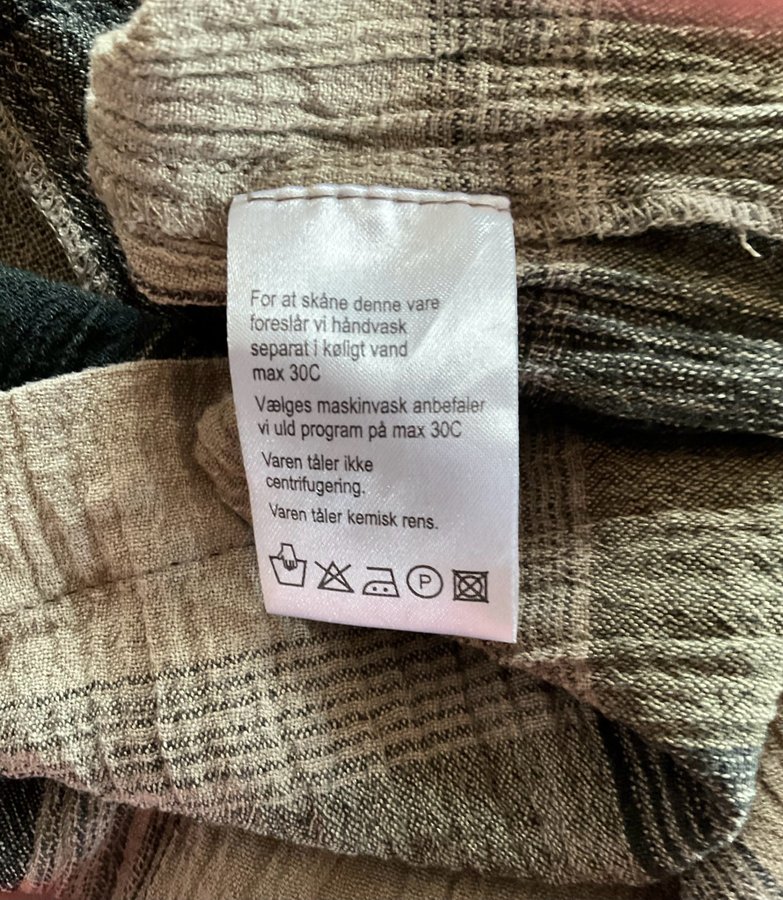 For at skåne denne vare
foreslår vi håndvask
separat i køligt vand
max 30C
Vælges maskinvask anbefaler
vi uld program på max 30C
Varen tåler ikke
centrifugering.
Varen tåler kemisk rens.
P